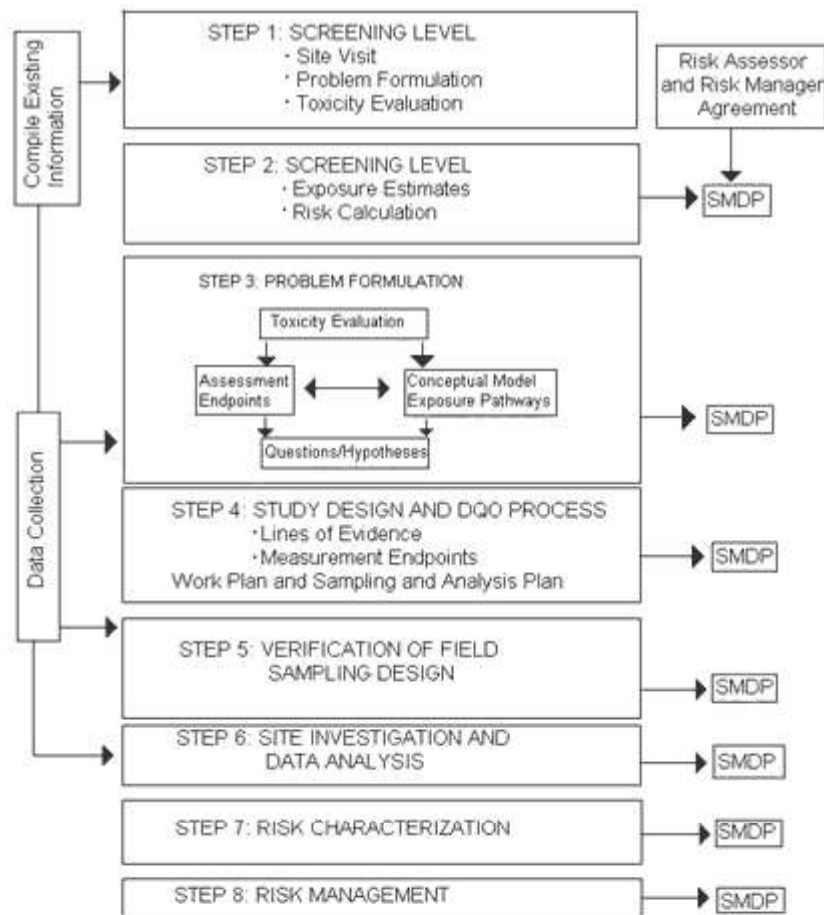 Compile Existing
Information
STEP 1: SCREENING LEVEL
· Site Visit
· Problem Formulation
· Toxicity Evaluation
Risk Assessor
and Risk Manager
Agreement
STEP 2: SCREENING LEVEL
· Exposure Estimates
· Risk Calculation
SMDP
STEP 3: PROBLEM FORMULATION
Toxicity Evaluation
Assessment
Endpoints
Conceptual Model
Exposure Pathways
Questions/Hypotheses
SMDP
Data Collection
STEP 4: STUDY DESIGN AND DQO PROCESS
· Lines of Evidence
· Measurement Endpoints
Work Plan and Sampling and Analysis Plan
SMDP
STEP 5: VERIFICATION OF FIELD
SAMPLING DESIGN
SMDP
STEP 6: SITE INVESTIGATION AND
DATA ANALYSIS
SMDP
STEP 7: RISK CHARACTERIZATION
SMDP
STEP 8: RISK MANAGEMENT
SMDP